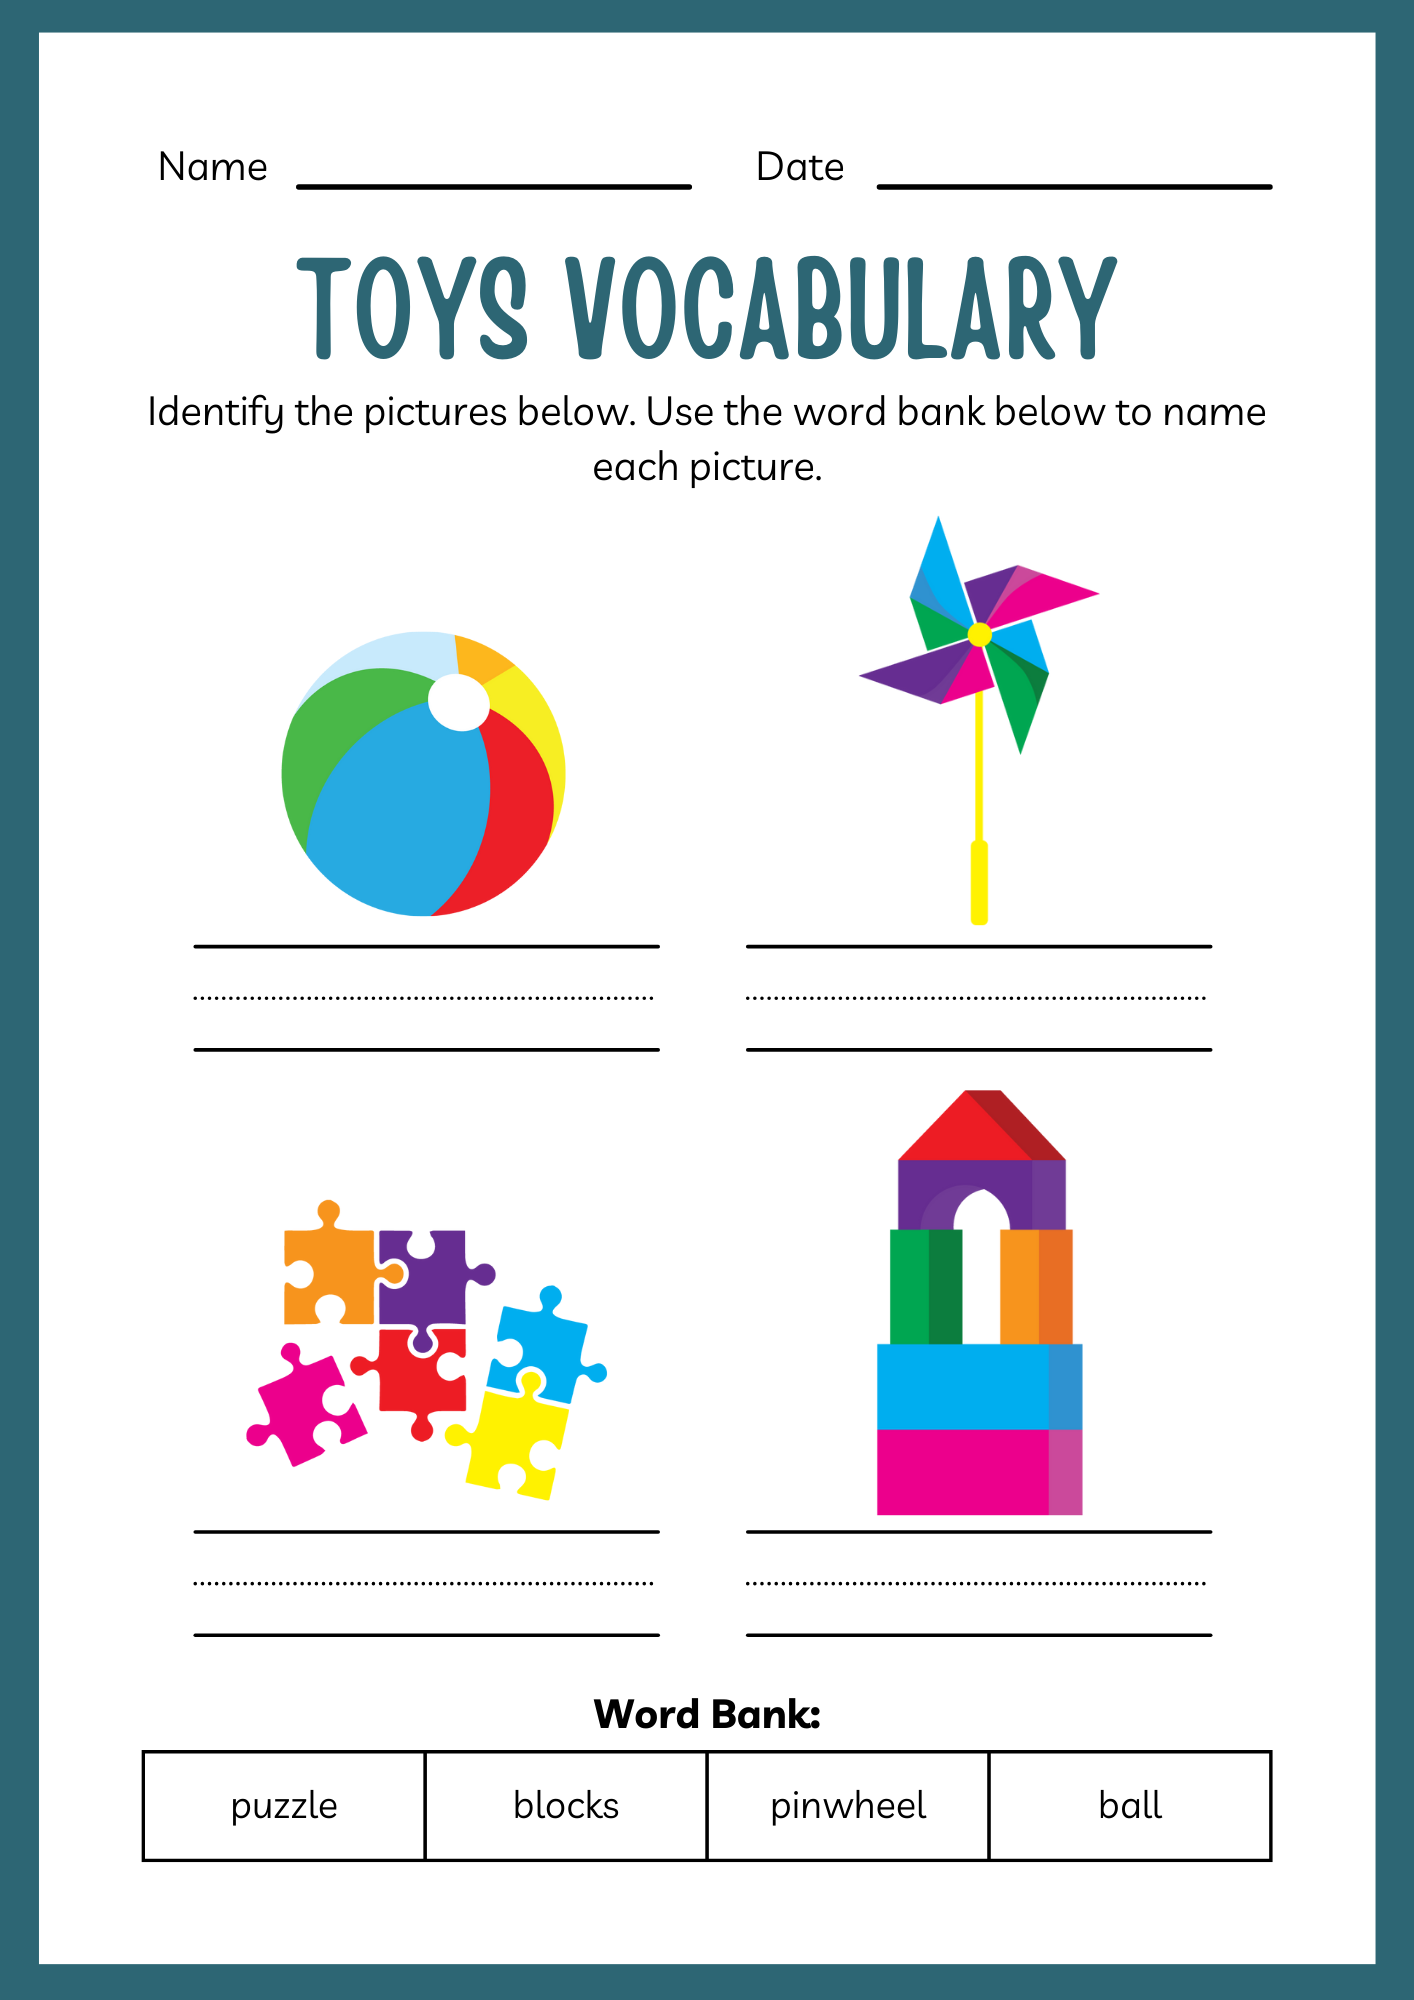 Name Date
TOYS VOCABULARY
Identify the pictures below. Use the word bank below to name
each picture.
Word Bank:
puzzle blocks pinwheel ball